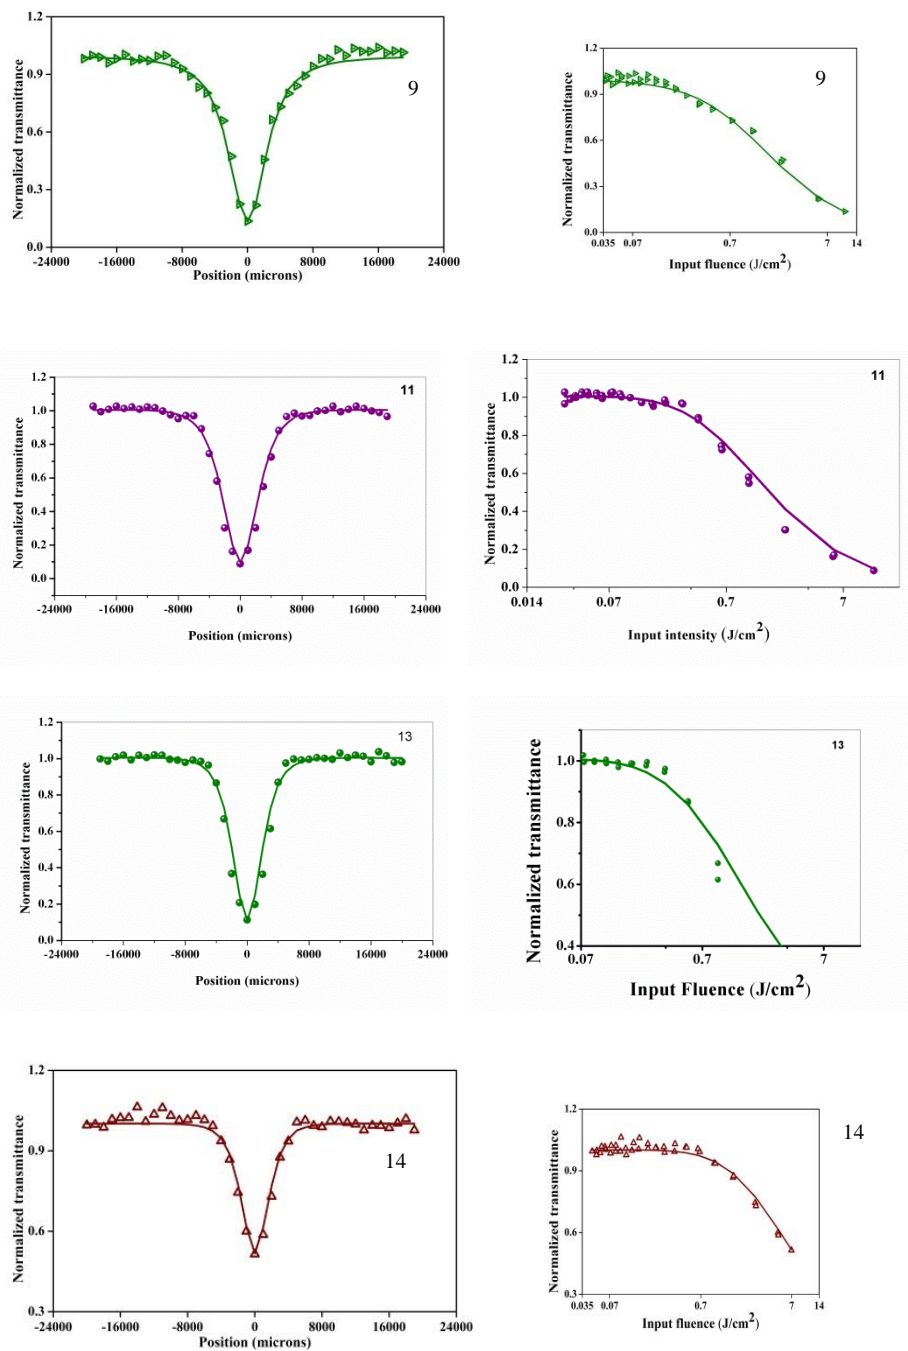 1.2
0.9
0.6
0.3
0.0
Normalized transmittance
9
-24000 -16000 -8000 0 8000 16000 24000
Position (microns)
1.2
0.9
0.6
0.3
0.0
Normalized transmittance
9
0.035 0.07 0.7 7 14
Input fluence (J/cm2)
1.2
1.0
0.8
0.6
0.4
0.2
0.0
Normalized transmittance
11
-24000 -16000 -8000 0 8000 16000 24000
Position (microns)
1.2
1.0
0.8
0.6
0.4
0.2
0.0
Normalized transmittance
11
0.014 0.07 0.7 7
Input intensity (J/cm2)
1.2
1.0
0.8
0.6
0.4
0.2
0.0
Normalized transmittance
13
-24000 -16000 -8000 0 8000 16000 24000
Position (microns)
1.0
0.8
0.6
0.4
Normalized transmittance
13
0.07 0.7 7
Input Fluence (J/cm2)
1.2
0.9
0.6
0.3
Normalized transmittance
14
-24000 -16000 -8000 0 8000 16000 24000
Position (microns)
1.2
0.9
0.6
0.3
Normalized transmittance
14
0.035 0.07 0.7 7 14
Input fluence (J/cm2)